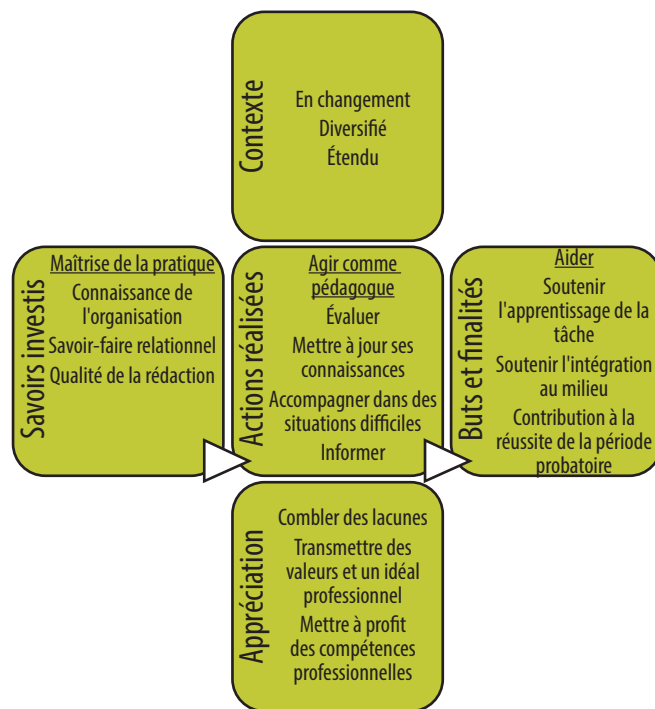 Contexte
En changement
Diversifié
Étendu
Savoirs investis
Maîtrise de la pratique
Connaissance de
l'organisation
Savoir-faire relationnel
Qualité de la rédaction
Actions réalisées
Agir comme
pédagogue
Évaluer
Mettre à jour ses
connaissances
Accompagner dans des
situations difficiles
Informer
Buts et finalités
Aider
Soutenir
l'apprentissage de la
tâche
Soutenir l'intégration
au milieu
Contribution à la
réussite de la période
probatoire
Appréciation
Combler des lacunes
Transmettre des
valeurs et un idéal
professionnel
Mettre à profit
des compétences
professionnelles